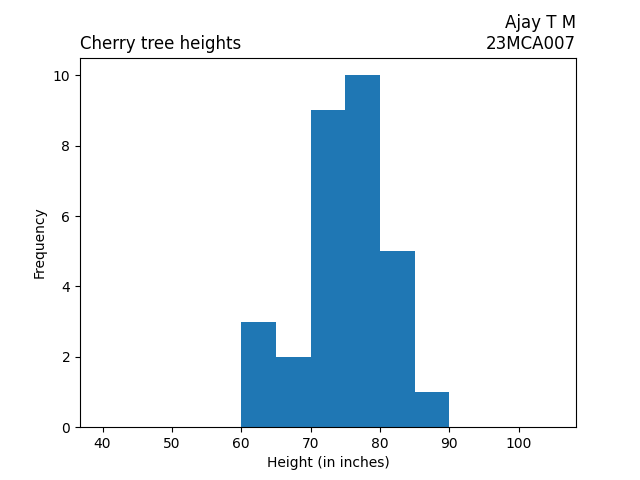 Ajay T M
Cherry tree heights
23MCA007
10
8
6
4
2
0
Frequency
40 50 60 70 80 90 100
Height (in inches)